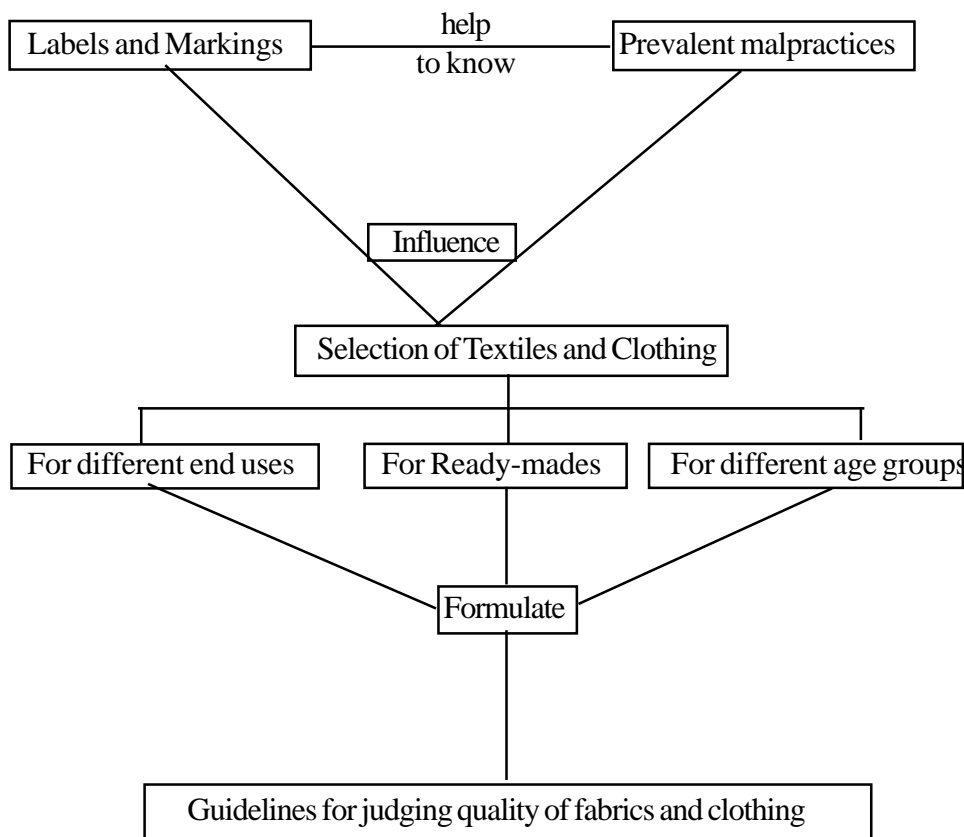 help
Labels and Markings
Prevalent malpractices
to know
Influence
Selection of Textiles and Clothing
For different end uses
For Ready-mades
For different age groups
Formulate
Guidelines for judging quality of fabrics and clothing